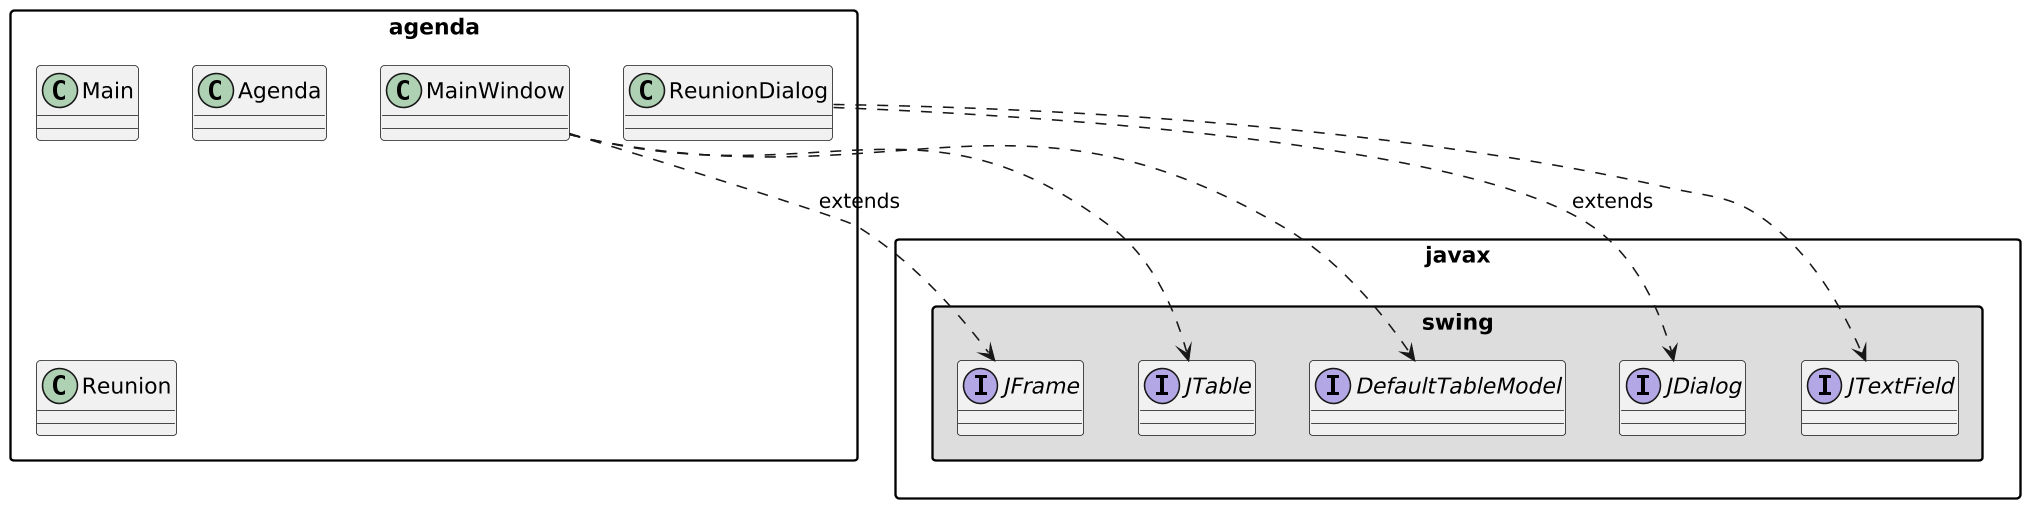 agenda
C Main
C Agenda
C MainWindow
C ReunionDialog
extends
extends
javax
swing
I JFrame
I JTable
I DefaultTableModel
I JDialog
I JTextField
C Reunion